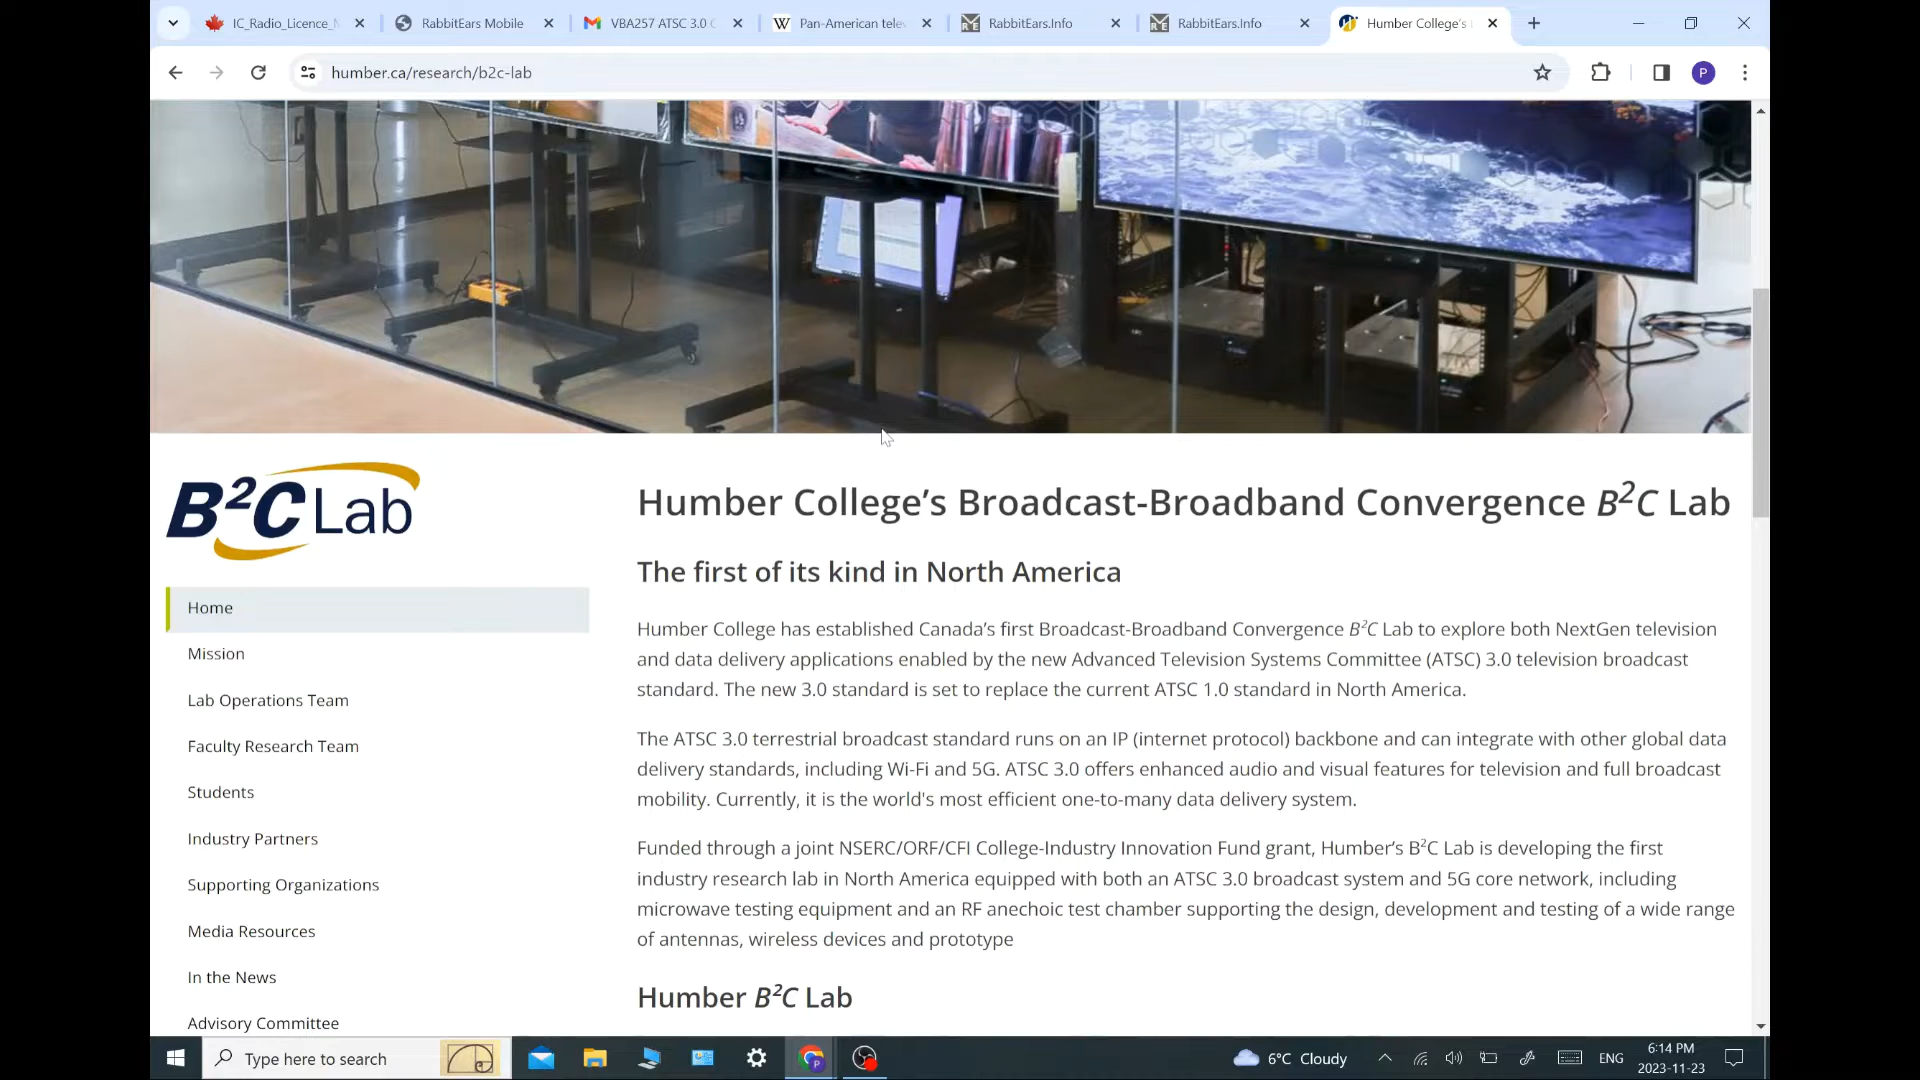 IC_Radio_Licence_N
RabbitEars Mobile
VBA257 ATSC 3.0 C
Pan-American tele
RabbitEars.Info
RabbitEars.Info
Humber College's
humber.ca/research/b2c-lab
P
B²C Lab
Home
Mission
Lab Operations Team
Faculty Research Team
Students
Industry Partners
Supporting Organizations
Media Resources
In the News
Advisory Committee
Humber College’s Broadcast-Broadband Convergence B²C Lab
The first of its kind in North America
Humber College has established Canada’s first Broadcast-Broadband Convergence B²C Lab to explore both NextGen television
and data delivery applications enabled by the new Advanced Television Systems Committee (ATSC) 3.0 television broadcast
standard. The new 3.0 standard is set to replace the current ATSC 1.0 standard in North America.
The ATSC 3.0 terrestrial broadcast standard runs on an IP (internet protocol) backbone and can integrate with other global data
delivery standards, including Wi-Fi and 5G. ATSC 3.0 offers enhanced audio and visual features for television and full broadcast
mobility. Currently, it is the world's most efficient one-to-many data delivery system.
Funded through a joint NSERC/ORF/CFI College-Industry Innovation Fund grant, Humber’s B²C Lab is developing the first
industry research lab in North America equipped with both an ATSC 3.0 broadcast system and 5G core network, including
microwave testing equipment and an RF anechoic test chamber supporting the design, development and testing of a wide range
of antennas, wireless devices and prototype
Humber B²C Lab
Type here to search
6°C Cloudy
ENG
6:14 PM
2023-11-23